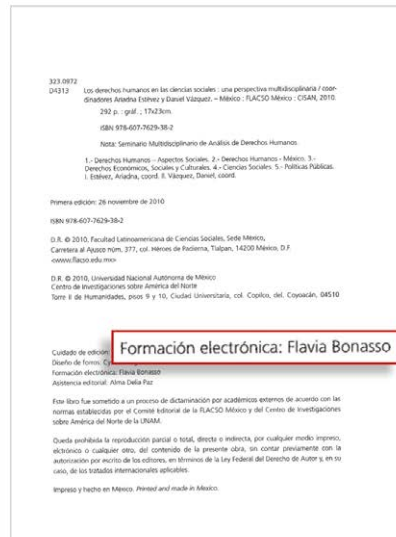 323.0972
D4313 Los derechos humanos en las ciencias sociales : una perspectiva multidisciplinaria / coor-
dinadores Ariadna Estévez y Daniel Vázquez. – México : FLACSO México : CISAN, 2010.
292 p. : gráf. ; 17x23cm.
ISBN 978-607-7629-38-2
Nota: Seminario Multidisciplinario de Análisis de Derechos Humanos
1.- Derechos Humanos – Aspectos Sociales. 2.- Derechos Humanos - México. 3.-
Derechos Económicos, Sociales y Culturales. 4.- Ciencias Sociales. 5.- Políticas Públicas.
I. Estévez, Ariadna, coord. II. Vázquez, Daniel, coord.
Primera edición: 26 noviembre de 2010
ISBN 978-607-7629-38-2
D.R. © 2010, Facultad Latinoamericana de Ciencias Sociales, Sede México,
Carretera al Ajusco núm. 377, col. Héroes de Padierna, Tlalpan, 14200 México, D.F.
<www.flacso.edu.mx>
D.R. © 2010, Universidad Nacional Autónoma de México
Centro de Investigaciones sobre América del Norte
Torre II de Humanidades, pisos 9 y 10, Ciudad Universitaria, col. Copilco, del. Coyoacán, 04510
Cuidado de edición:
Formación electrónica: Flavia Bonasso
Diseño de forros:
Formación electrónica: Flavia Bonasso
Asistencia editorial: Alma Delia Paz
Este libro fue sometido a un proceso de dictaminación por académicos externos de acuerdo con las
normas establecidas por el Comité Editorial de la FLACSO México y del Centro de Investigaciones
sobre América del Norte de la UNAM.
Queda prohibida la reproducción parcial o total, directa o indirecta, por cualquier medio impreso,
electrónico o cualquier otro, del contenido de la presente obra, sin contar previamente con la
autorización por escrito de los editores, en términos de la Ley Federal del Derecho de Autor y, en su
caso, de los tratados internacionales aplicables.
Impreso y hecho en México. Printed and made in Mexico.